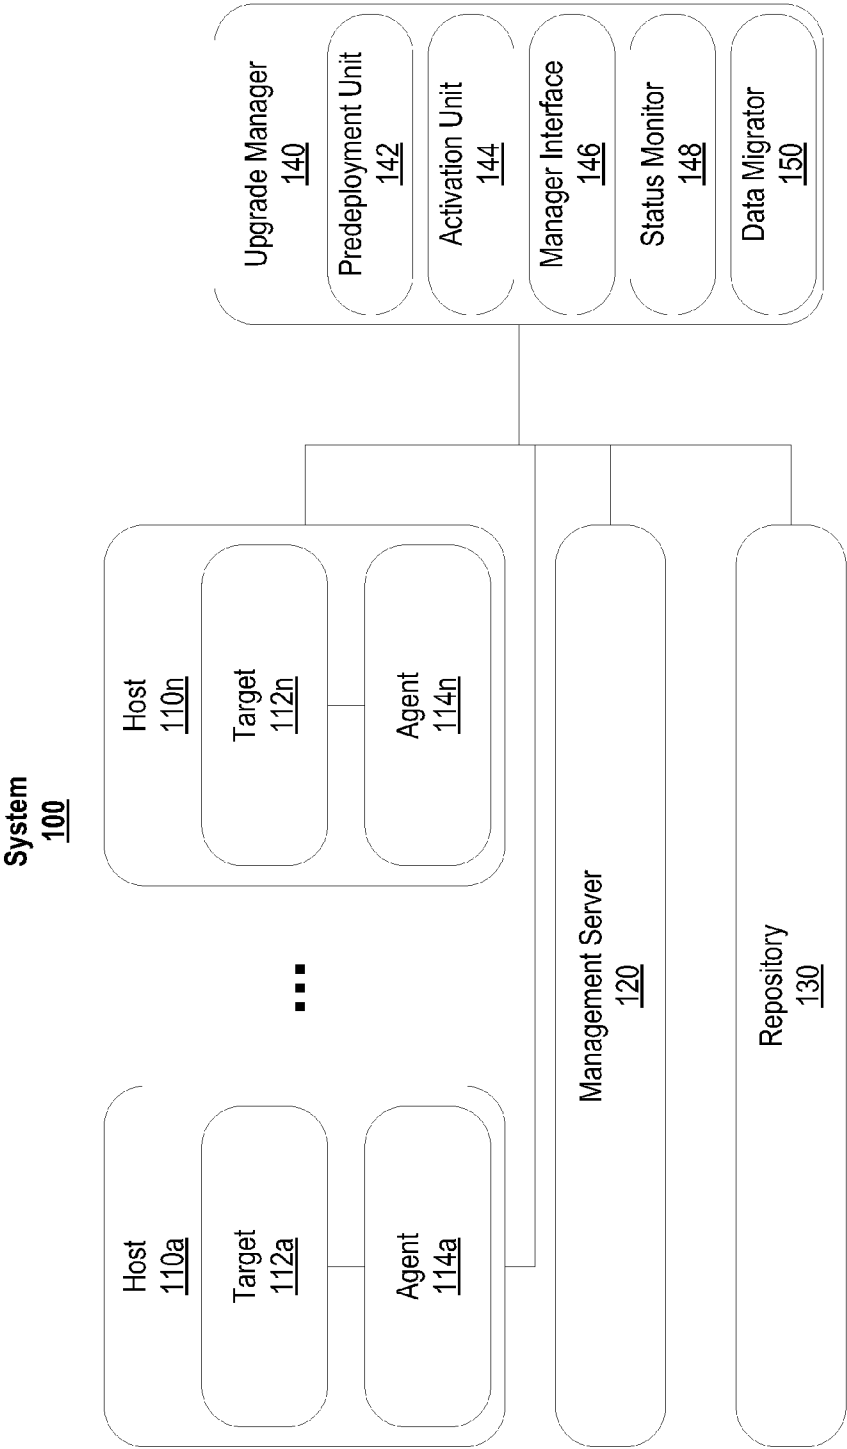 System
100
Host
110a
Target
112a
Agent
114a
...
Host
110n
Target
112n
Agent
114n
Management Server
120
Repository
130
Upgrade Manager
140
Predeployment Unit
142
Activation Unit
144
Manager Interface
146
Status Monitor
148
Data Migrator
150